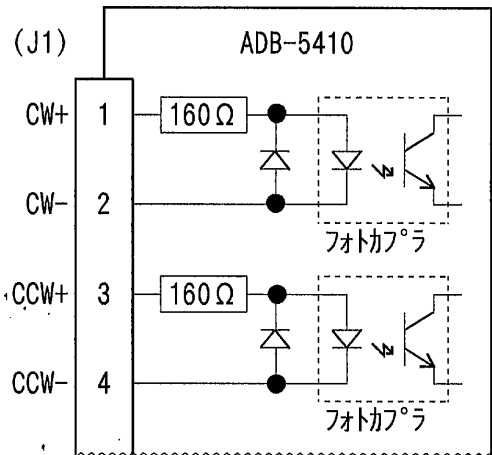 (J1) ADB-5410
CW+ 1 160Ω
CW- 2
フォトカプラ
CCW+ 3 160Ω
CCW- 4
フォトカプラ